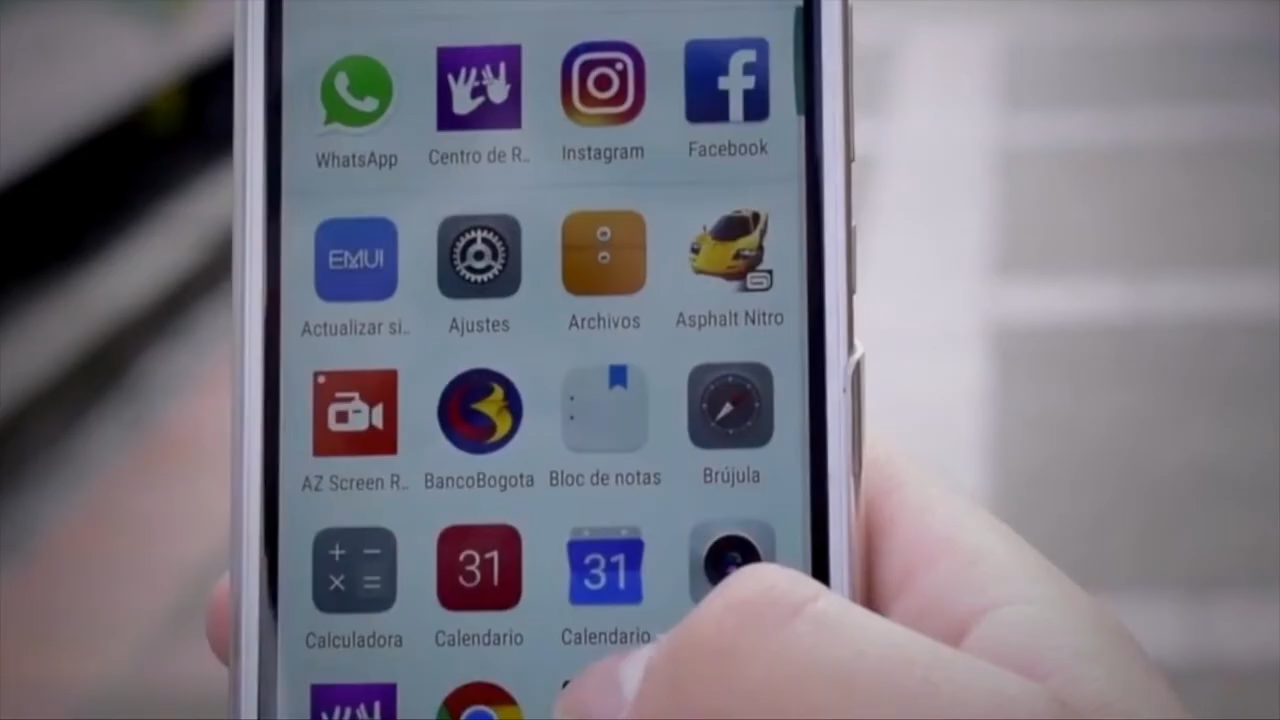 WhatsApp
Centro de R..
Instagram
Facebook
EMUI
Actualizar si..
Ajustes
Archivos
Asphalt Nitro
AZ Screen R..
BancoBogota
Bloc de notas
Brújula
+ −
× =
31
31
Calculadora
Calendario
Calendario